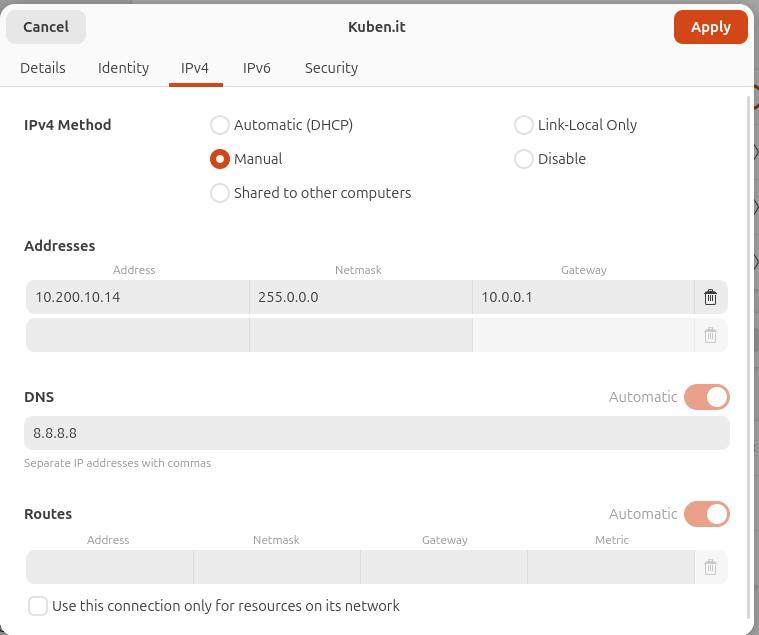 Cancel Kuben.it Apply
Details Identity IPv4 IPv6 Security
IPv4 Method Automatic (DHCP) Link-Local Only
Manual Disable
Shared to other computers
Addresses
Address Netmask Gateway
10.200.10.14 255.0.0.0 10.0.0.1
DNS Automatic
8.8.8.8
Separate IP addresses with commas
Routes Automatic
Address Netmask Gateway Metric
Use this connection only for resources on its network